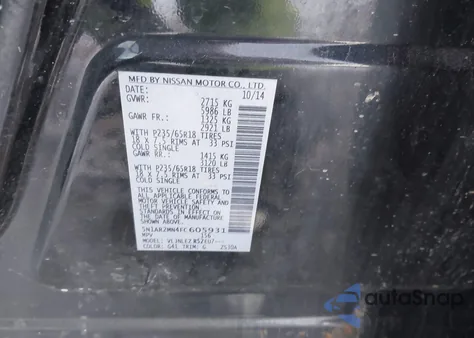 MFD BY NISSAN MOTOR CO., LTD.
DATE: 10/14
GVWR: 2715 KG
5986 LB
GAWR FR: 1325 KG
2921 LB
WITH P235/65R18 TIRES
18 X 7.5 RIMS AT 33 PSI
COLD SINGLE
GAWR RR: 1415 KG
3120 LB
WITH P235/65R18 TIRES
18 X 7.5 RIMS AT 33 PSI
COLD SINGLE
THIS VEHICLE CONFORMS TO
ALL APPLICABLE FEDERAL
MOTOR VEHICLE SAFETY AND
THEFT PREVENTION STANDARDS
IN EFFECT ON THE DATE OF
MANUFACTURE SHOWN ABOVE.
5N1AR2MN4FC605931
MPV 156
MODEL:
COLOR: TRIM: G
autoSnap